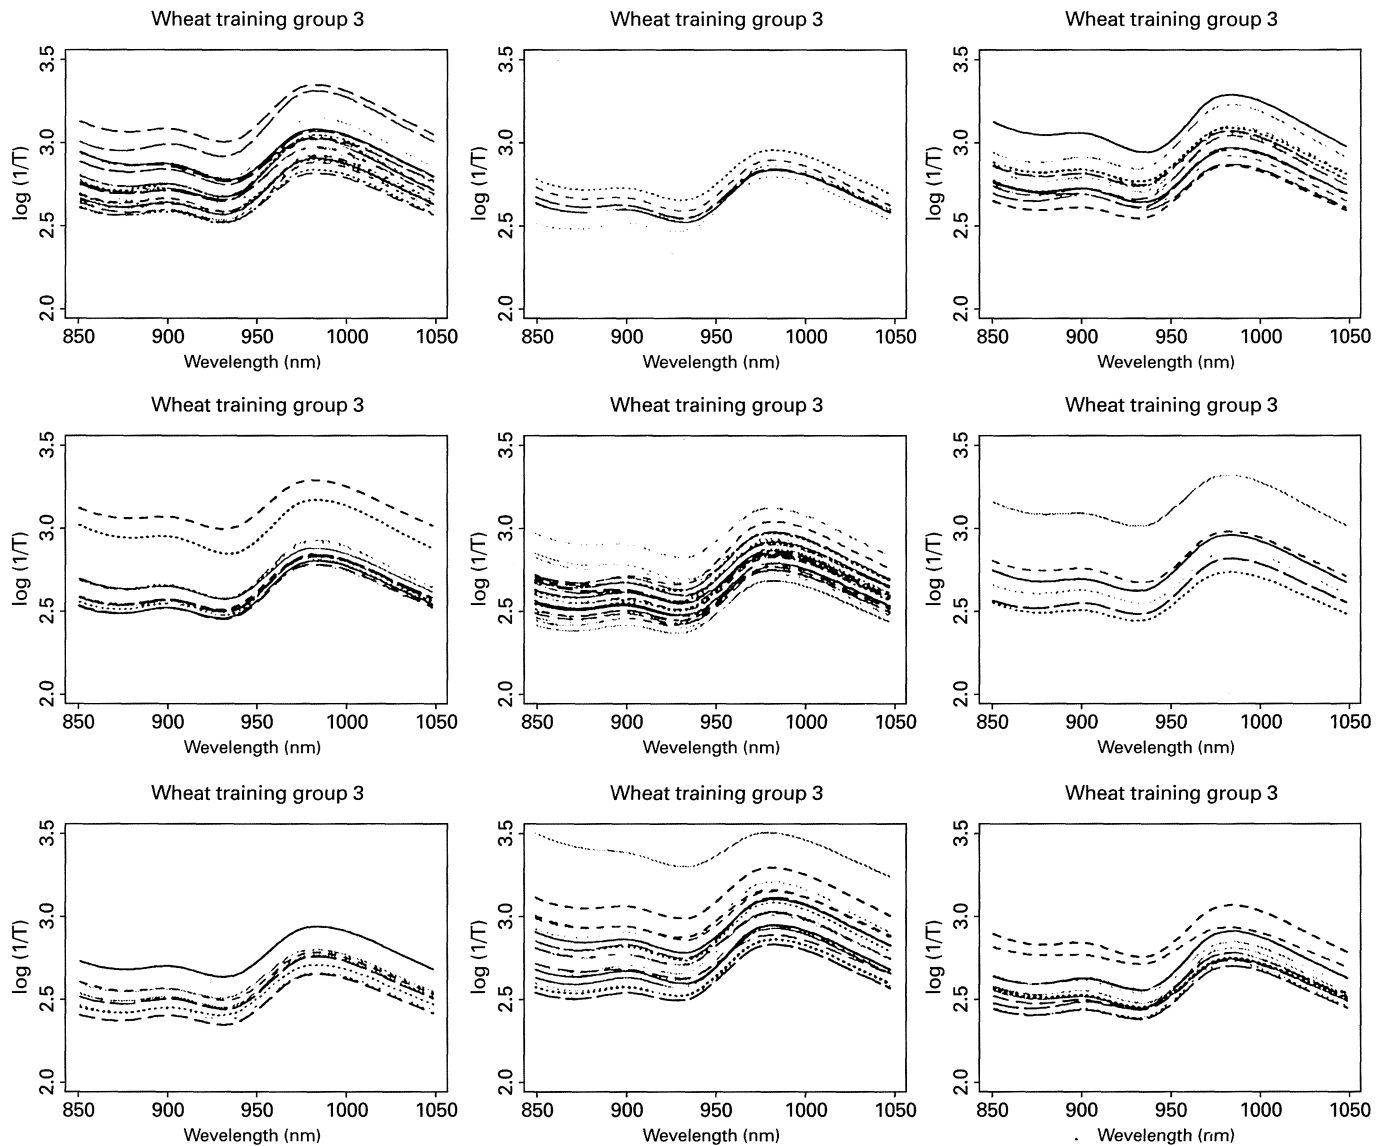 Wheat training group 3 Wheat training group 3 Wheat training group 3
3.5 3.0 2.5 2.0 log (1/T) 3.5 3.0 2.5 2.0 log (1/T) 3.5 3.0 2.5 2.0 log (1/T)
850 900 950 1000 1050 850 900 950 1000 1050 850 900 950 1000 1050
Wevelength (nm) Wevelength (nm) Wevelength (nm)
Wheat training group 3 Wheat training group 3 Wheat training group 3
3.5 3.0 2.5 2.0 log (1/T) 3.5 3.0 2.5 2.0 log (1/T) 3.5 3.0 2.5 2.0 log (1/T)
850 900 950 1000 1050 850 900 950 1000 1050 850 900 950 1000 1050
Wevelength (nm) Wevelength (nm) Wevelength (nm)
Wheat training group 3 Wheat training group 3 Wheat training group 3
3.5 3.0 2.5 2.0 log (1/T) 3.5 3.0 2.5 2.0 log (1/T) 3.5 3.0 2.5 2.0 log (1/T)
850 900 950 1000 1050 850 900 950 1000 1050 850 900 950 1000 1050
Wevelength (nm) Wevelength (nm) Wevelength (nm)